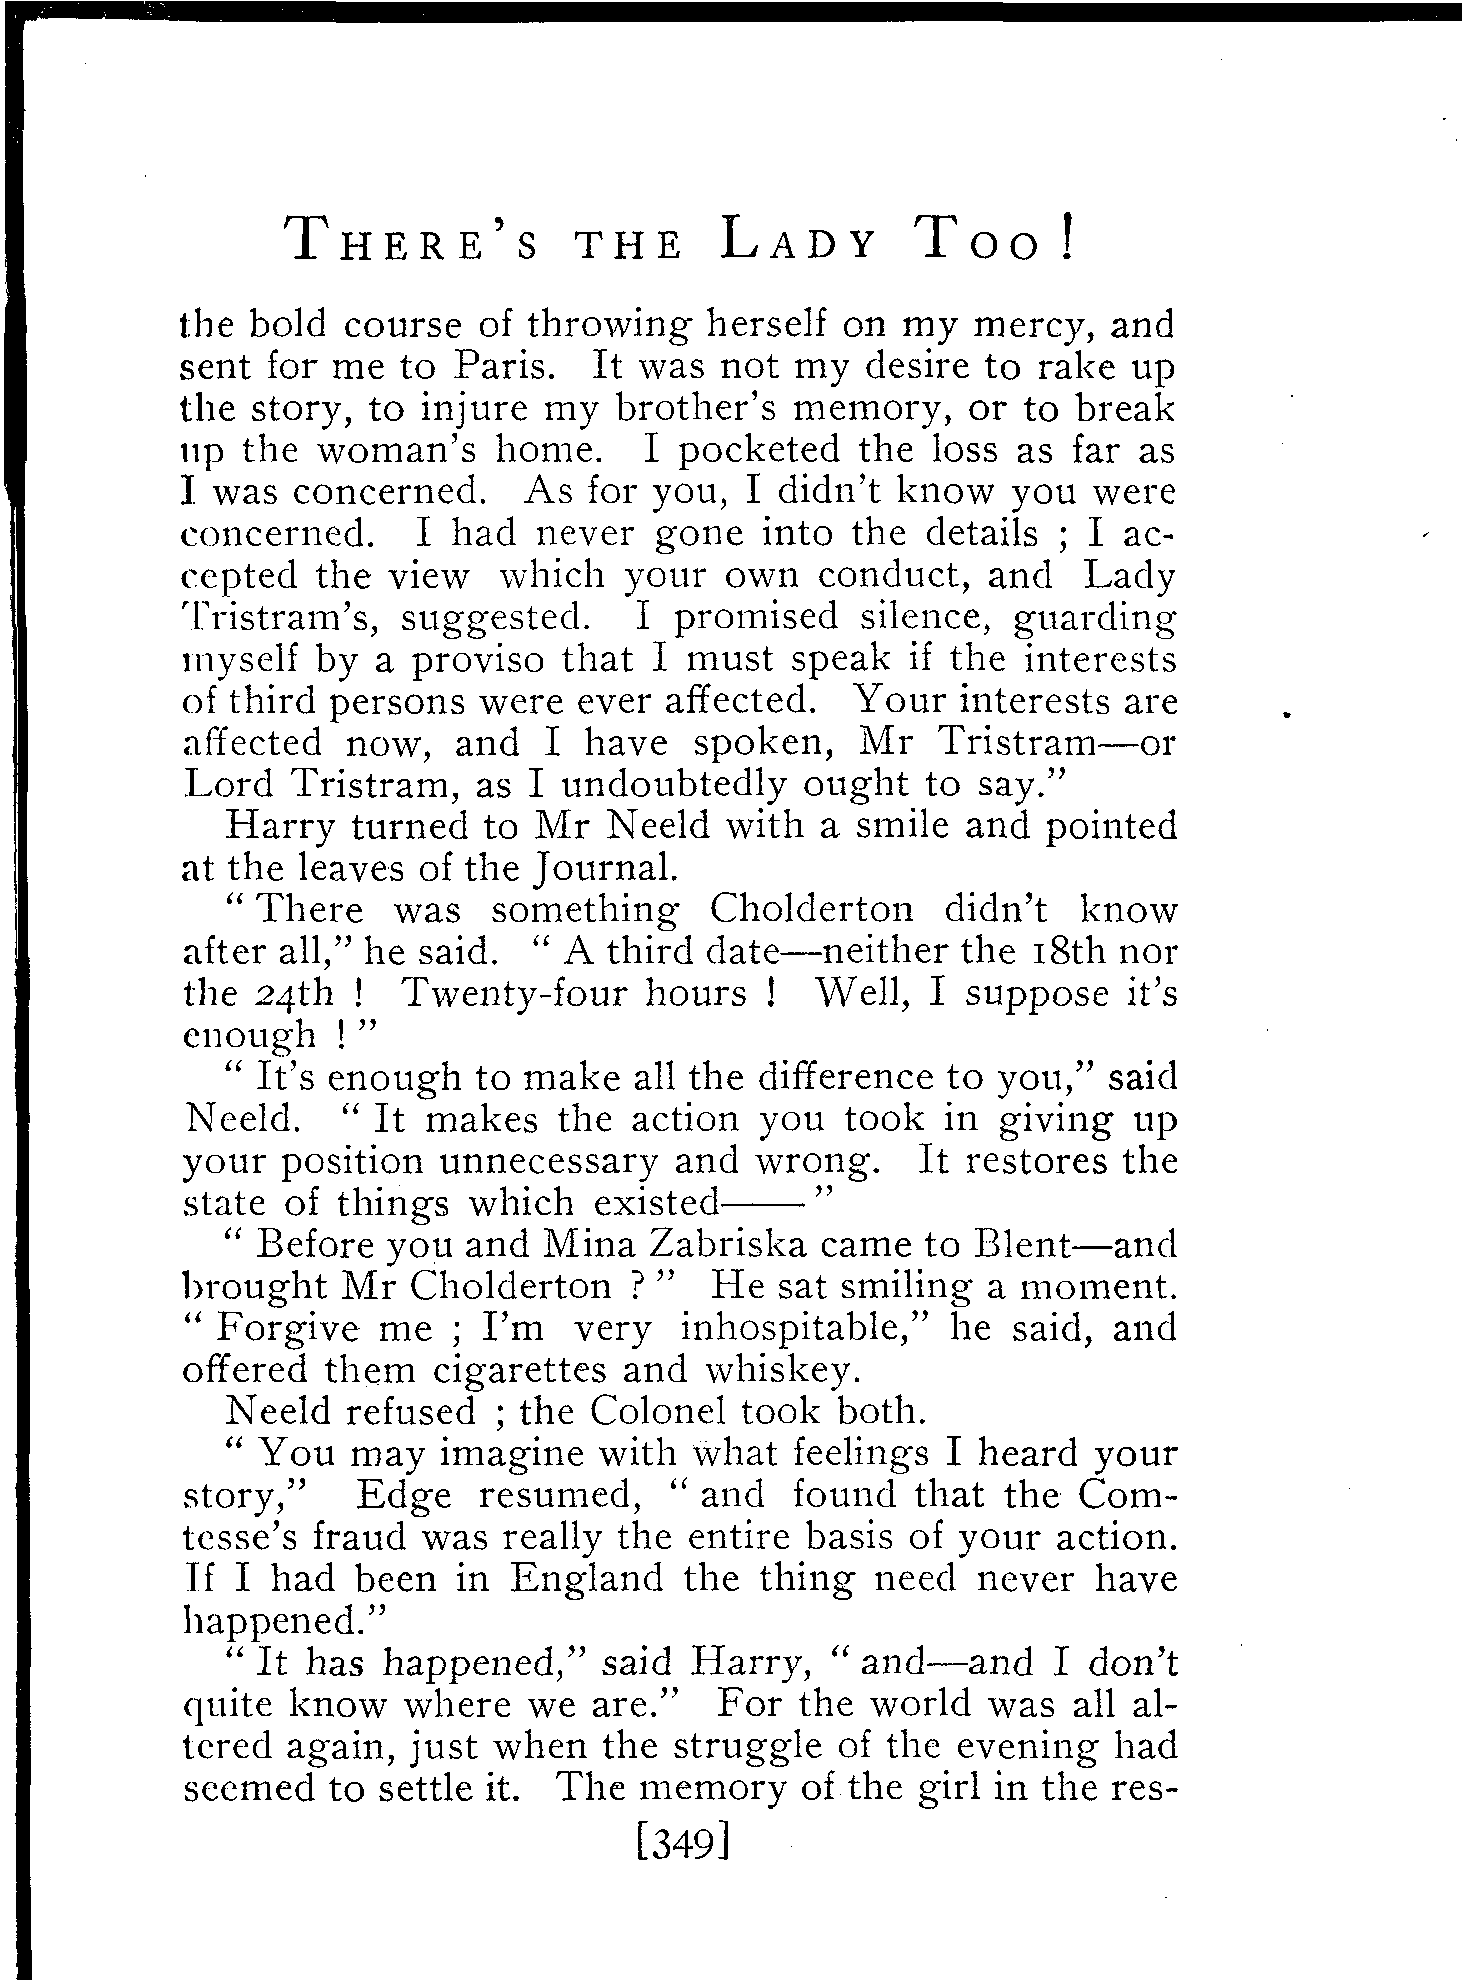 There's the Lady Too!
the bold course of throwing herself on my mercy, and
sent for me to Paris. It was not my desire to rake up
the story, to injure my brother's memory, or to break
up the woman's home. I pocketed the loss as far as
I was concerned. As for you, I didn't know you were
concerned. I had never gone into the details ; I ac-
cepted the view which your own conduct, and Lady
Tristram's, suggested. I promised silence, guarding
myself by a proviso that I must speak if the interests
of third persons were ever affected. Your interests are
affected now, and I have spoken, Mr Tristram—or
Lord Tristram, as I undoubtedly ought to say."
Harry turned to Mr Neeld with a smile and pointed
at the leaves of the Journal.
" There was something Cholderton didn't know
after all," he said. " A third date—neither the 18th nor
the 24th ! Twenty-four hours ! Well, I suppose it's
enough ! "
" It's enough to make all the difference to you," said
Neeld. " It makes the action you took in giving up
your position unnecessary and wrong. It restores the
state of things which existed—— "
" Before you and Mina Zabriska came to Blent—and
brought Mr Cholderton ? " He sat smiling a moment.
" Forgive me ; I'm very inhospitable," he said, and
offered them cigarettes and whiskey.
Neeld refused ; the Colonel took both.
" You may imagine with what feelings I heard your
story," Edge resumed, " and found that the Com-
tesse's fraud was really the entire basis of your action.
If I had been in England the thing need never have
happened."
" It has happened," said Harry, " and—and I don't
quite know where we are." For the world was all al-
tered again, just when the struggle of the evening had
seemed to settle it. The memory of the girl in the res-
[349]